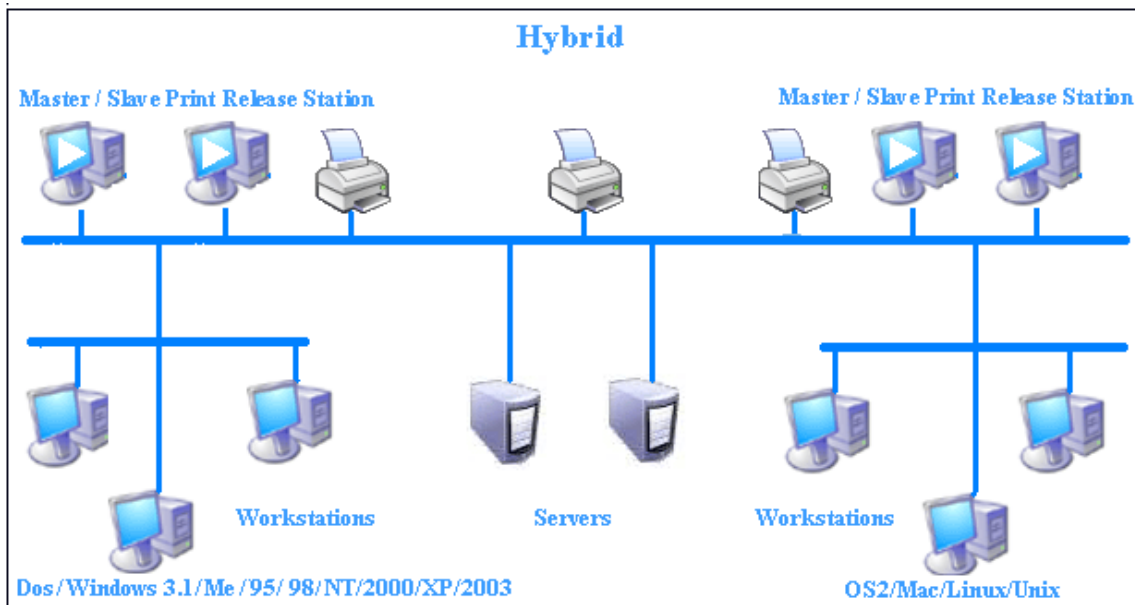 Hybrid
Master / Slave Print Release Station
Master / Slave Print Release Station
Workstations
Servers
Workstations
Dos/Windows 3.1/Me /95/ 98/NT/2000/XP/2003
OS2/Mac/Linux/Unix